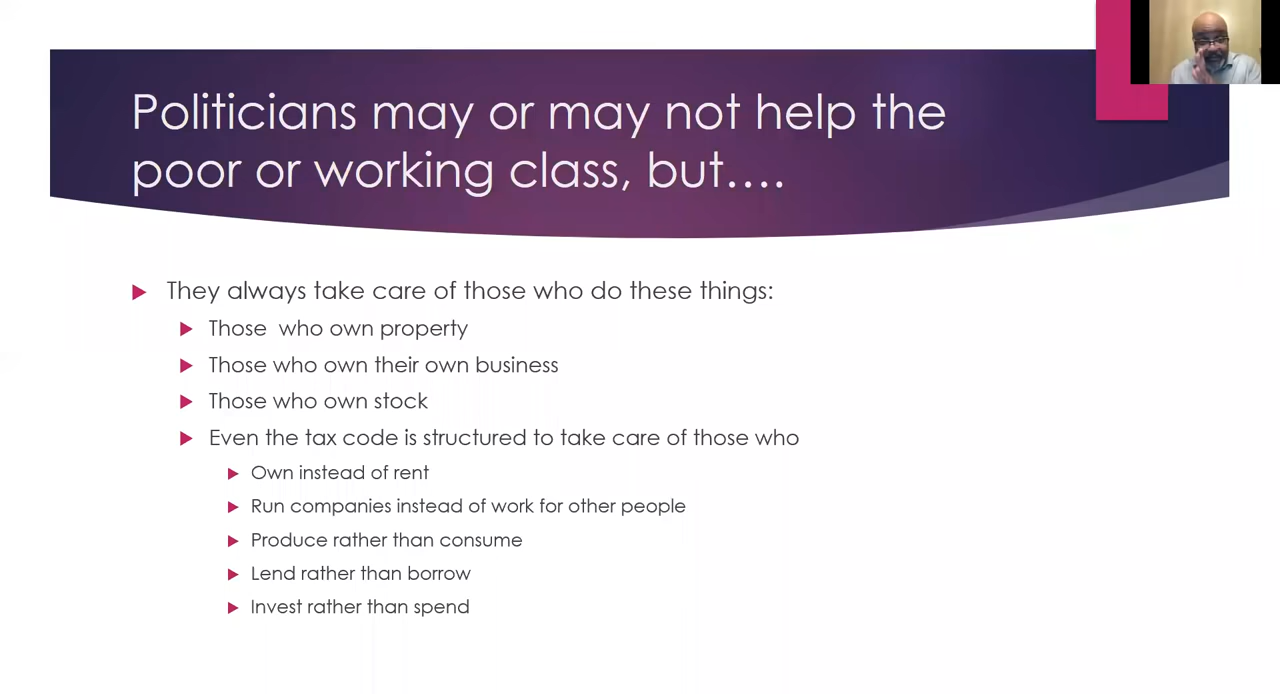 Politicians may or may not help the
poor or working class, but....
They always take care of those who do these things:
Those who own property
Those who own their own business
Those who own stock
Even the tax code is structured to take care of those who
Own instead of rent
Run companies instead of work for other people
Produce rather than consume
Lend rather than borrow
Invest rather than spend